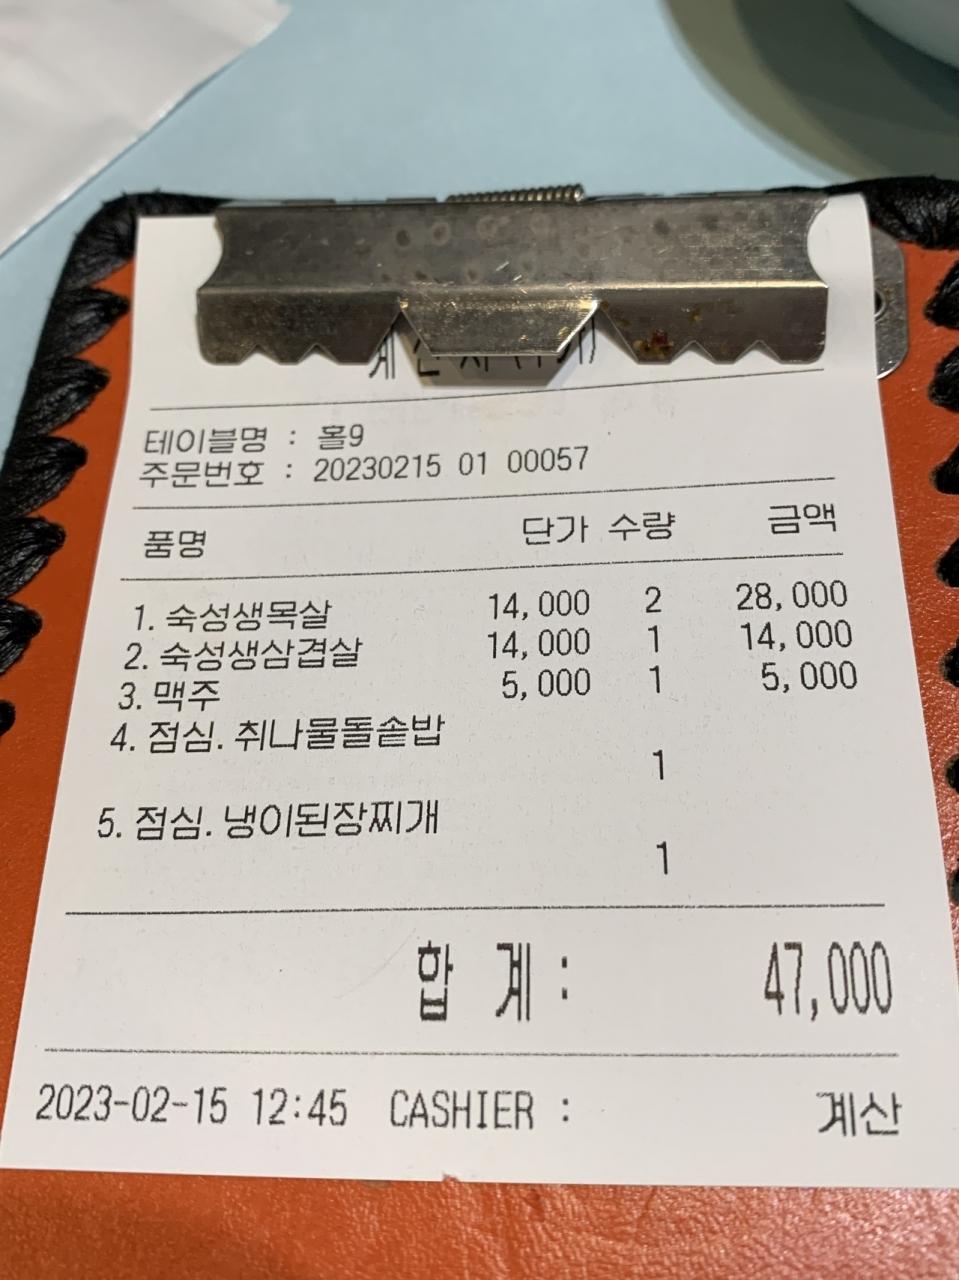 테이블명 : 홀9
주문번호 : 20230215 01 00057
품명 단가 수량 금액
1. 숙성생목살 14,000 2 28,000
2. 숙성생삼겹살 14,000 1 14,000
3. 맥주 5,000 1 5,000
4. 점심. 취나물돌솥밥
1
5. 점심. 냉이된장찌개
1
합 계 : 47,000
2023-02-15 12:45 CASHIER : 계산